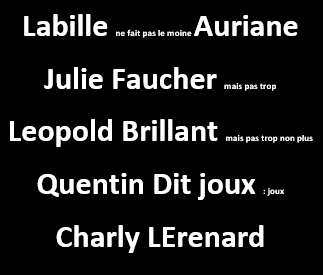 Labille ne fait pas le moine Auriane
Julie Faucher mais pas trop
Leopold Brillant mais pas trop non plus
Quentin Dit joux : joux
Charly LErenard